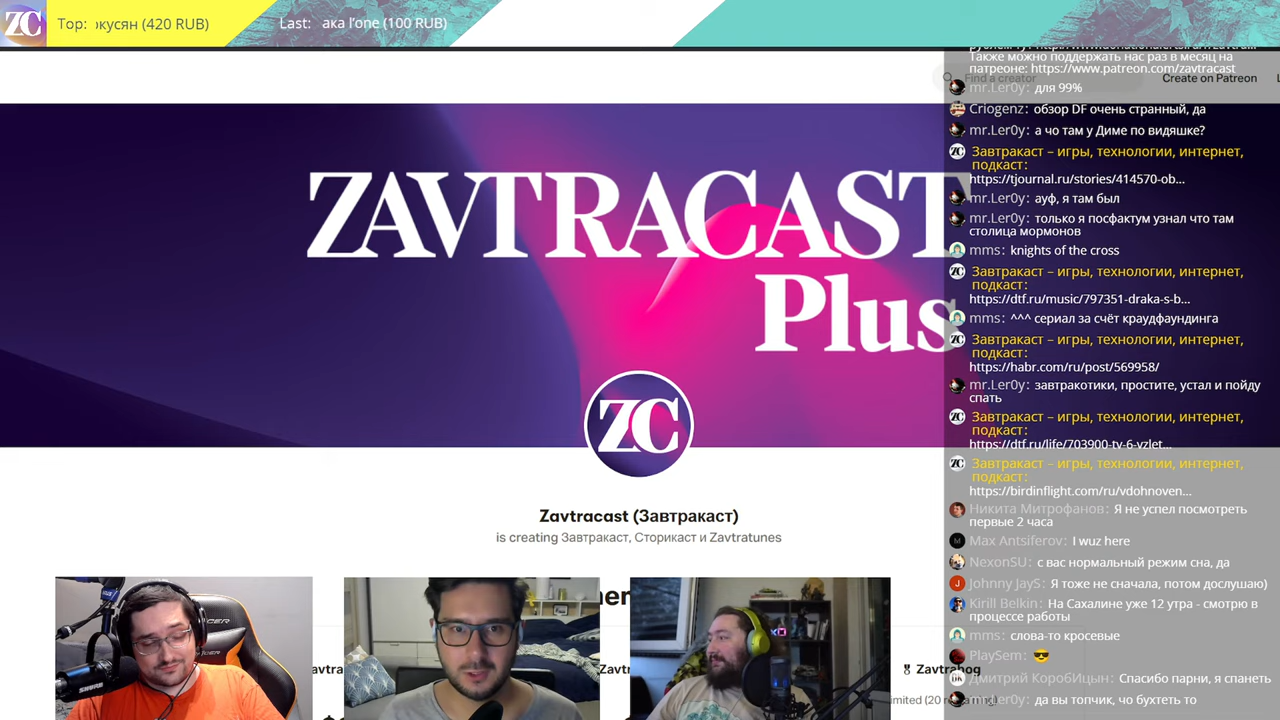 ZC
Top: окусян (420 RUB)
Last: ака l'one (100 RUB)
Также можно поддержать нас раз в месяц на
патреоне: https://www.patreon.com/zavtracast
Find a creator
Create on Patreon
mr.Ler0y: для 99%
Criogenz: обзор DF очень странный, да
mr.Ler0y: а чо там у Диме по видяшке?
ZC Завтракаст – игры, технологии, интернет,
подкаст:
https://tjournal.ru/stories/414570-ob...
mr.Ler0y: ауф, я там был
mr.Ler0y: только я посфактум узнал что там
столица мормонов
mms: knights of the cross
ZC Завтракаст – игры, технологии, интернет,
подкаст:
https://dtf.ru/music/797351-draka-s-b...
mms: ^^^ сериал за счёт краудфаундинга
ZC Завтракаст – игры, технологии, интернет,
подкаст:
https://habr.com/ru/post/569958/
mr.Ler0y: завтракотики, простите, устал и пойду
спать
ZC Завтракаст – игры, технологии, интернет,
подкаст:
https://dtf.ru/life/703900-tv-6-vzlet...
ZC Завтракаст – игры, технологии, интернет,
подкаст:
https://birdinflight.com/ru/vdohnoven...
Никита Митрофанов: Я не успел посмотреть
первые 2 часа
Max Antsiferov: I wuz here
NexonSU: с вас нормальный режим сна, да
Johnny JayS: Я тоже не сначала, потом дослушаю)
Kirill Belkin: На Сахалине уже 12 утра - смотрю в
процессе работы
mms: слова-то кросевые
PlaySem: 😎
Дмитрий КоробИцын: Спасибо парни, я спанеть
mr.Ler0y: да вы топчик, чо бухтеть то
ZAVTRACAST
Plus
ZC
Zavtracast (Завтракаст)
is creating Завтракаст, Сторикаст и Zavtratunes
Zavtrabog
SHURE